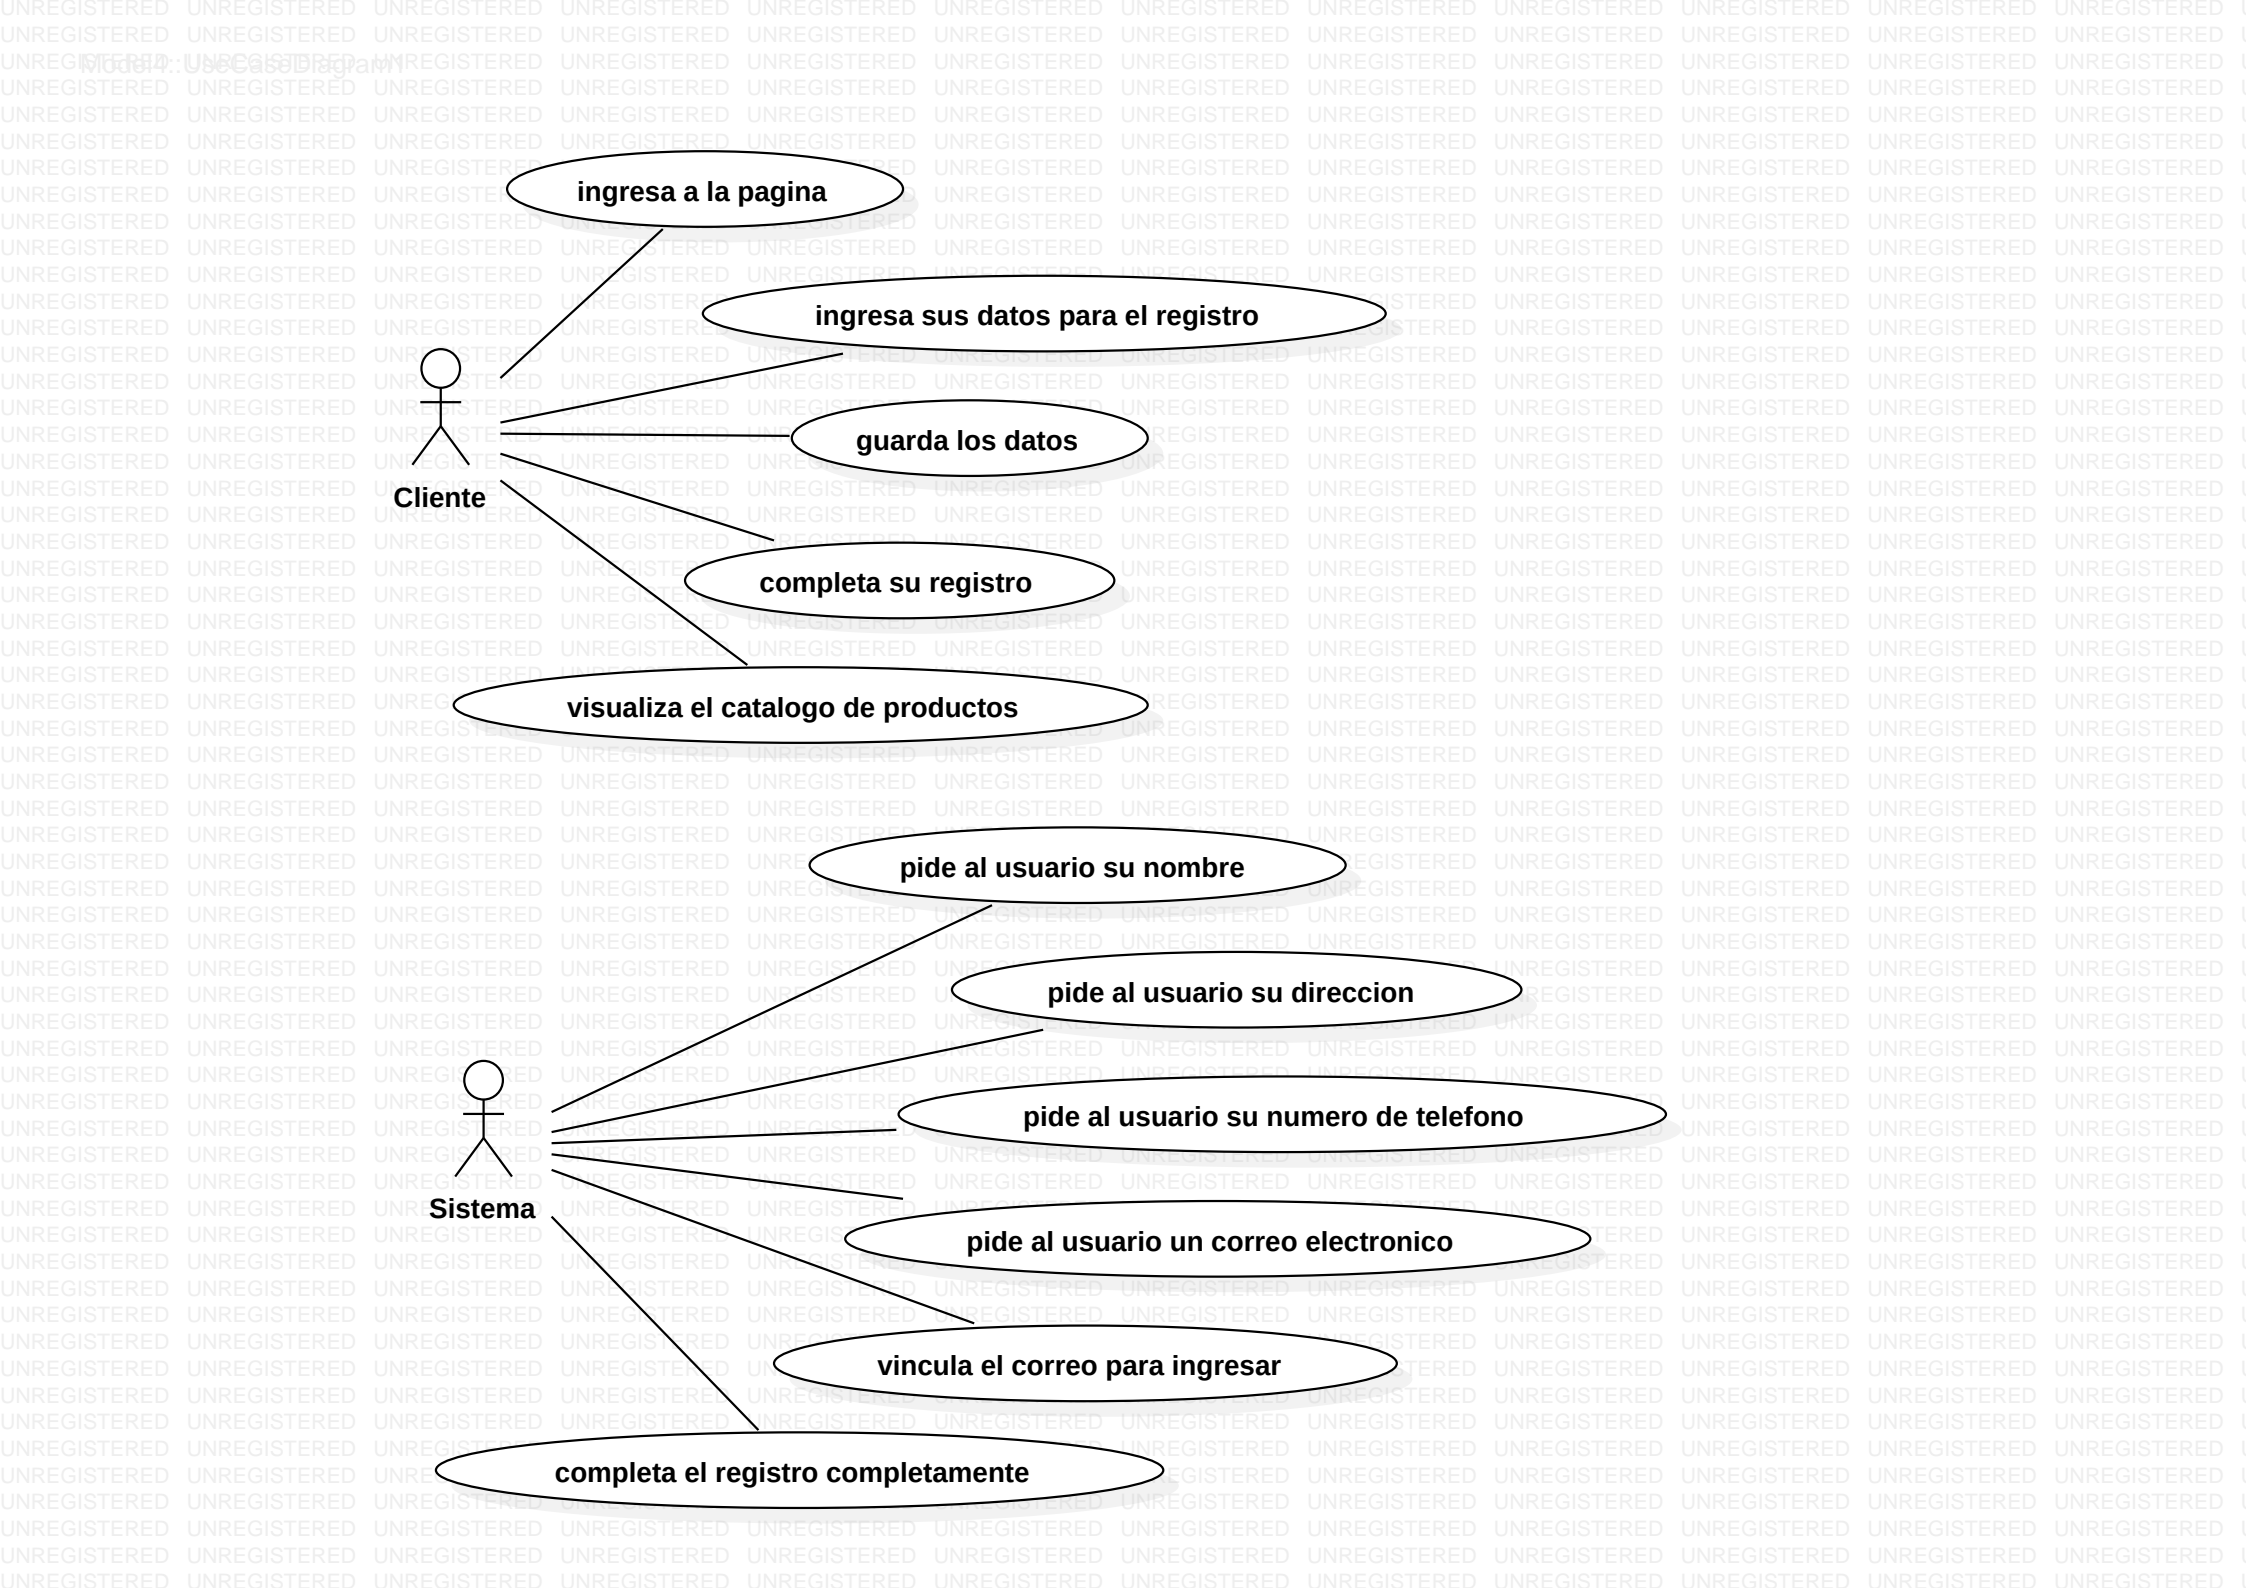 Model4::UseCaseDiagram1
ingresa a la pagina
ingresa sus datos para el registro
guarda los datos
Cliente
completa su registro
visualiza el catalogo de productos
pide al usuario su nombre
pide al usuario su direccion
pide al usuario su numero de telefono
Sistema
pide al usuario un correo electronico
vincula el correo para ingresar
completa el registro completamente
UNREGISTERED